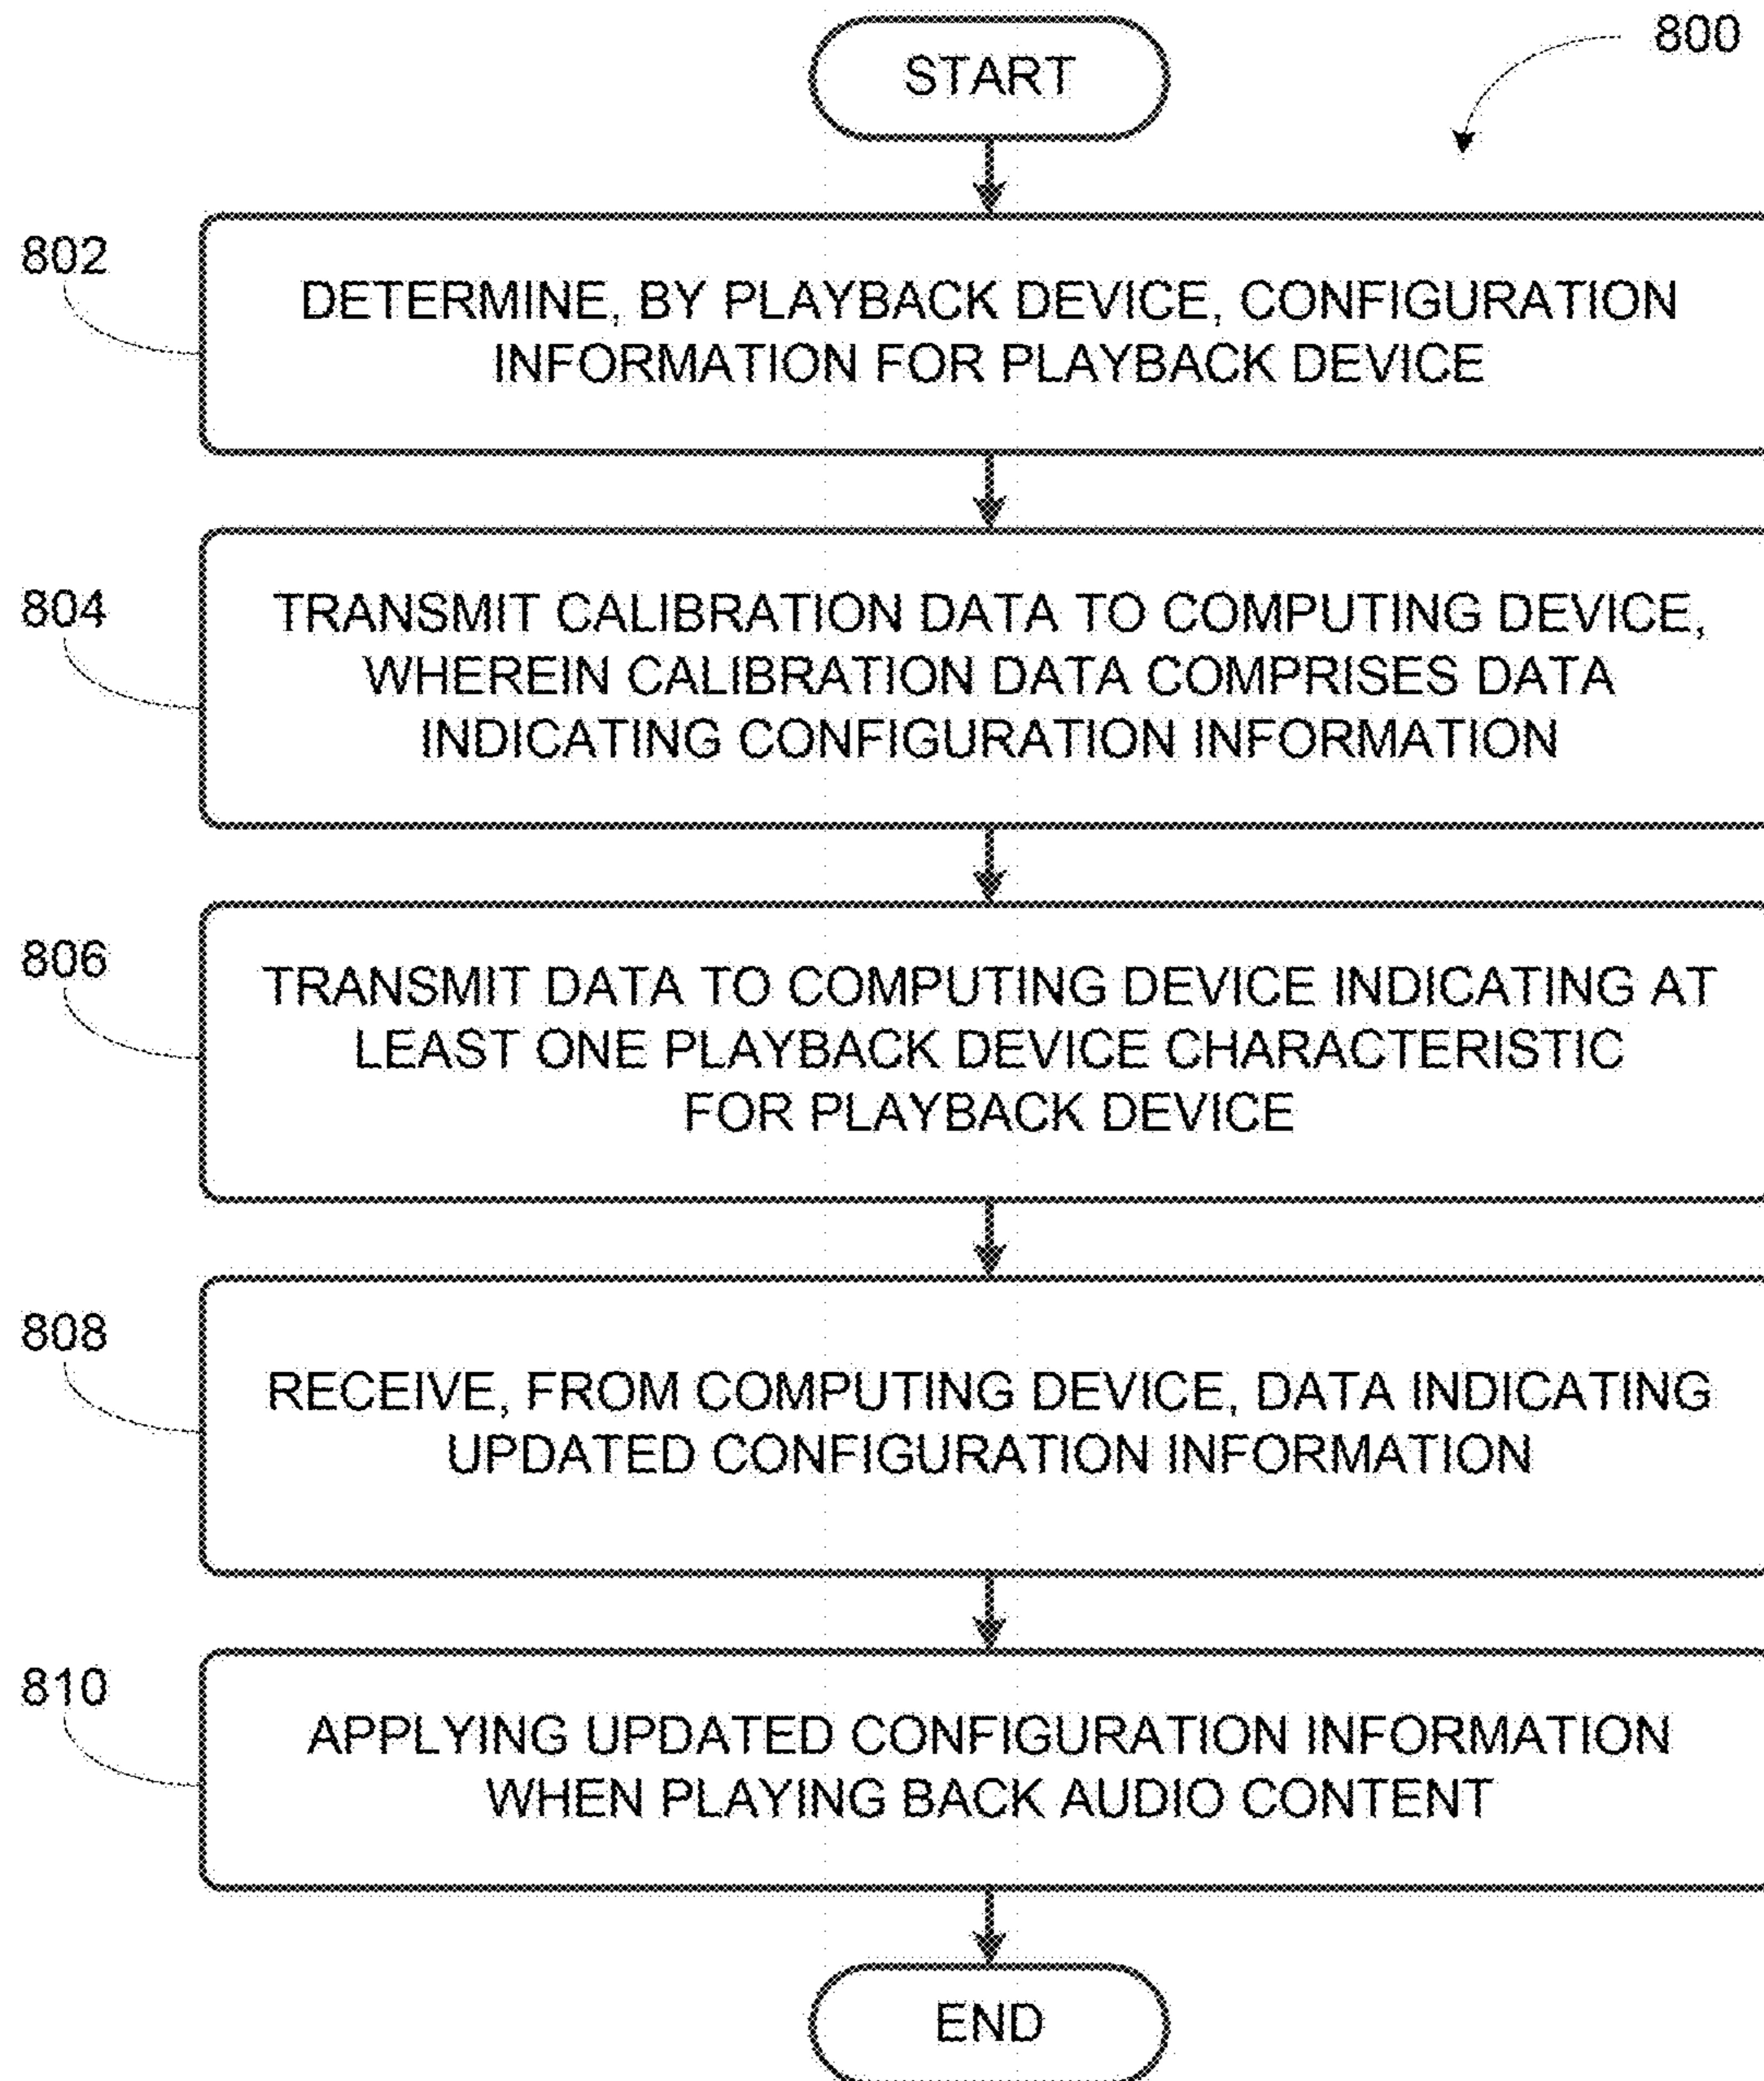 START
800
802
DETERMINE, BY PLAYBACK DEVICE, CONFIGURATION
INFORMATION FOR PLAYBACK DEVICE
804
TRANSMIT CALIBRATION DATA TO COMPUTING DEVICE,
WHEREIN CALIBRATION DATA COMPRISES DATA
INDICATING CONFIGURATION INFORMATION
806
TRANSMIT DATA TO COMPUTING DEVICE INDICATING AT
LEAST ONE PLAYBACK DEVICE CHARACTERISTIC
FOR PLAYBACK DEVICE
808
RECEIVE, FROM COMPUTING DEVICE, DATA INDICATING
UPDATED CONFIGURATION INFORMATION
810
APPLYING UPDATED CONFIGURATION INFORMATION
WHEN PLAYING BACK AUDIO CONTENT
END